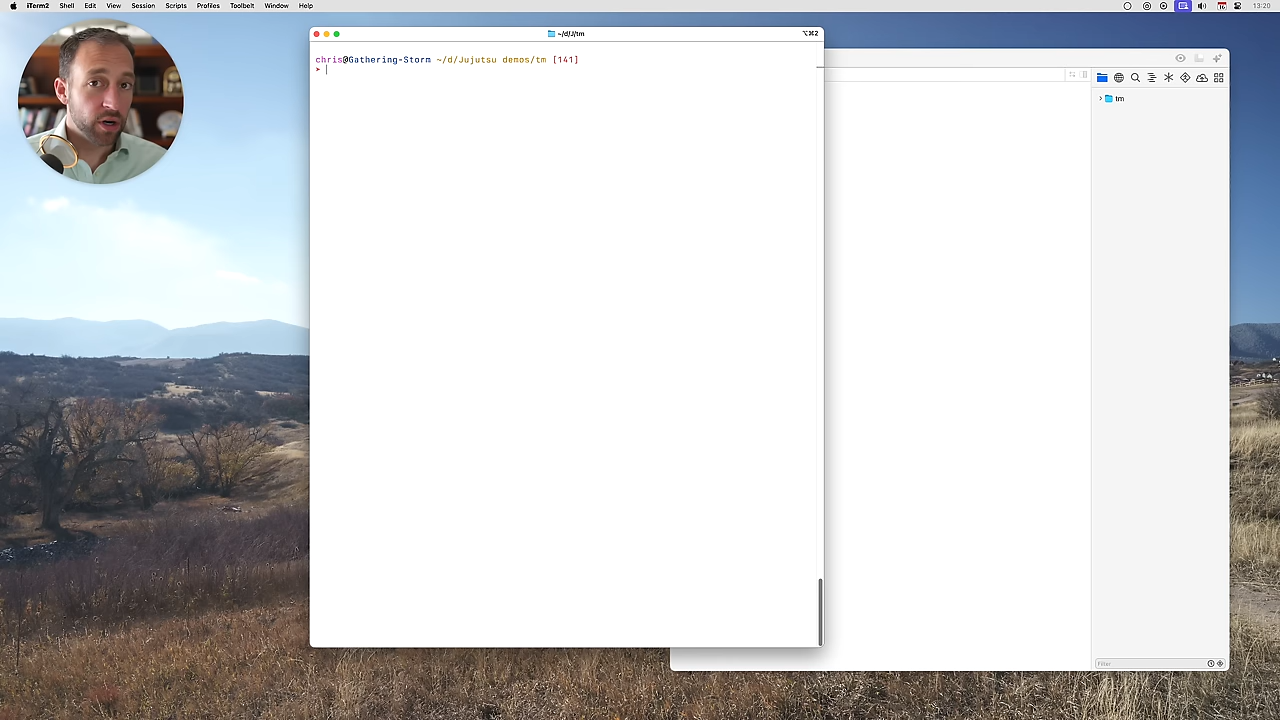 iTerm2 Shell Edit View Session Scripts Profiles Toolbelt Window Help 13:20
~/d/J/tm ⌥⌘2
chris@Gathering-Storm ~/d/Jujutsu demos/tm [141]
➤
tm
Filter